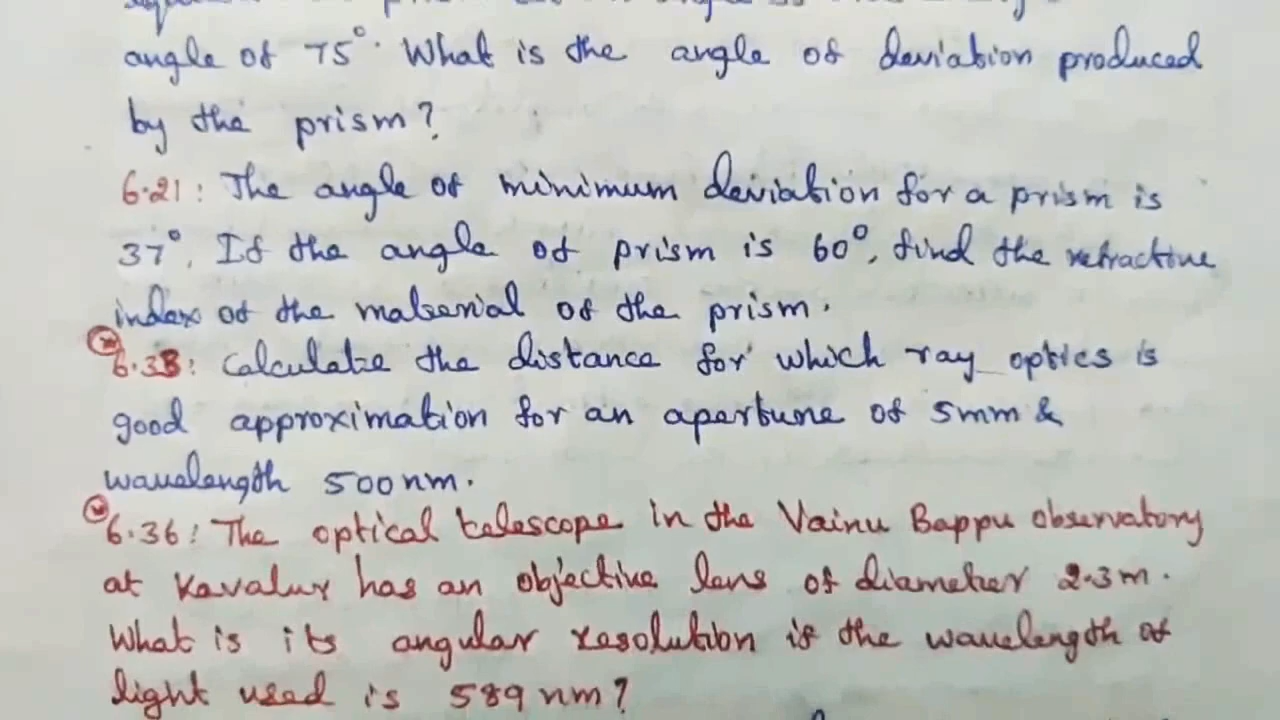 angle of 75°. What is the angle of deviation produced
by the prism?
6.21: The angle of minimum deviation for a prism is
37°. If the angle of prism is 60°, find the refractive
index of the material of the prism.
6.38: Calculate the distance for which ray optics is
good approximation for an aperture of 5mm &
wavelength 500nm.
6.36: The optical telescope in the Vainu Bappu observatory
at Kavalur has an objective lens of diameter 2.3m.
What is its angular resolution if the wavelength of
light used is 589 nm?